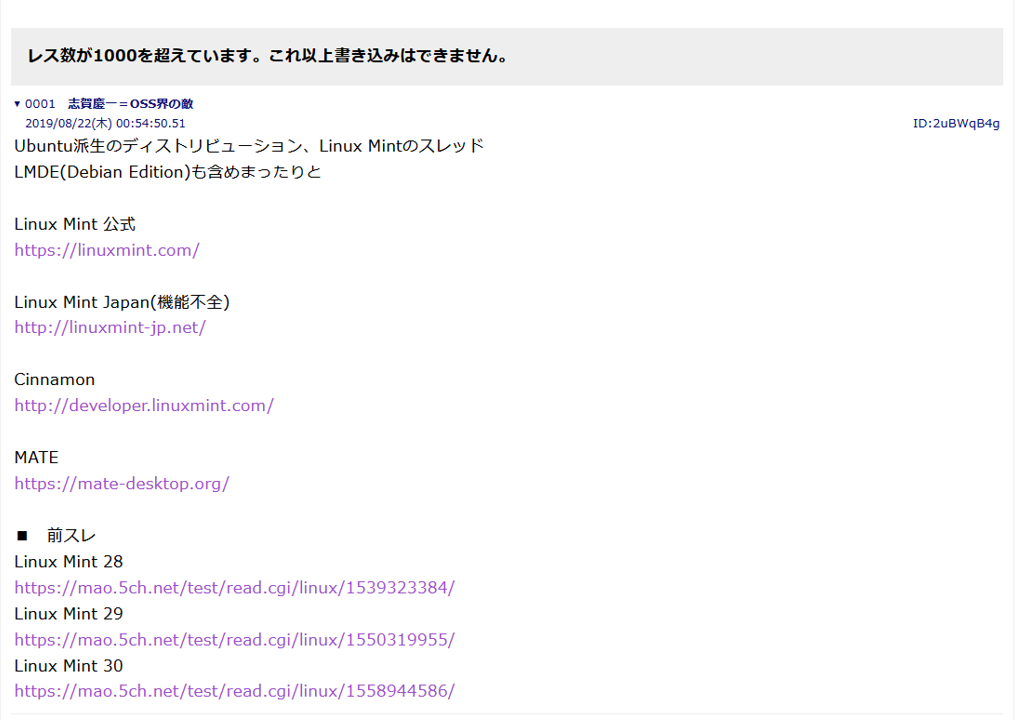 レス数が1000を超えています。これ以上書き込みはできません。
▼ 0001 志賀慶一＝OSS界の敵
2019/08/22(木) 00:54:50.51 ID:2uBWqB4g
Ubuntu派生のディストリビューション、Linux Mintのスレッド
LMDE(Debian Edition)も含めまったりと
Linux Mint 公式
https://linuxmint.com/
Linux Mint Japan(機能不全)
http://linuxmint-jp.net/
Cinnamon
http://developer.linuxmint.com/
MATE
https://mate-desktop.org/
■　前スレ
Linux Mint 28
https://mao.5ch.net/test/read.cgi/linux/1539323384/
Linux Mint 29
https://mao.5ch.net/test/read.cgi/linux/1550319955/
Linux Mint 30
https://mao.5ch.net/test/read.cgi/linux/1558944586/